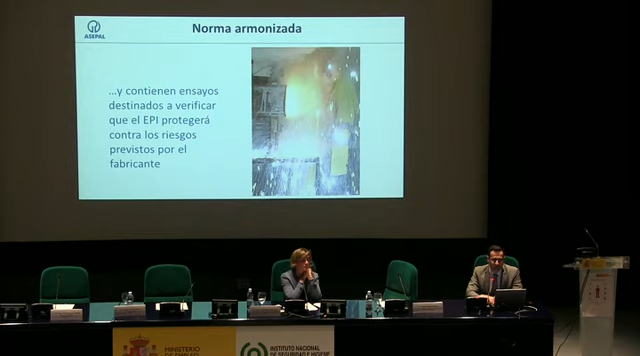 ASEPAL
Norma armonizada
…y contienen ensayos
destinados a verificar
que el EPI protegerá
contra los riesgos
previstos por el
fabricante
MINISTERIO
INSTITUTO NACIONAL
DE SEGURIDAD E HIGIENE